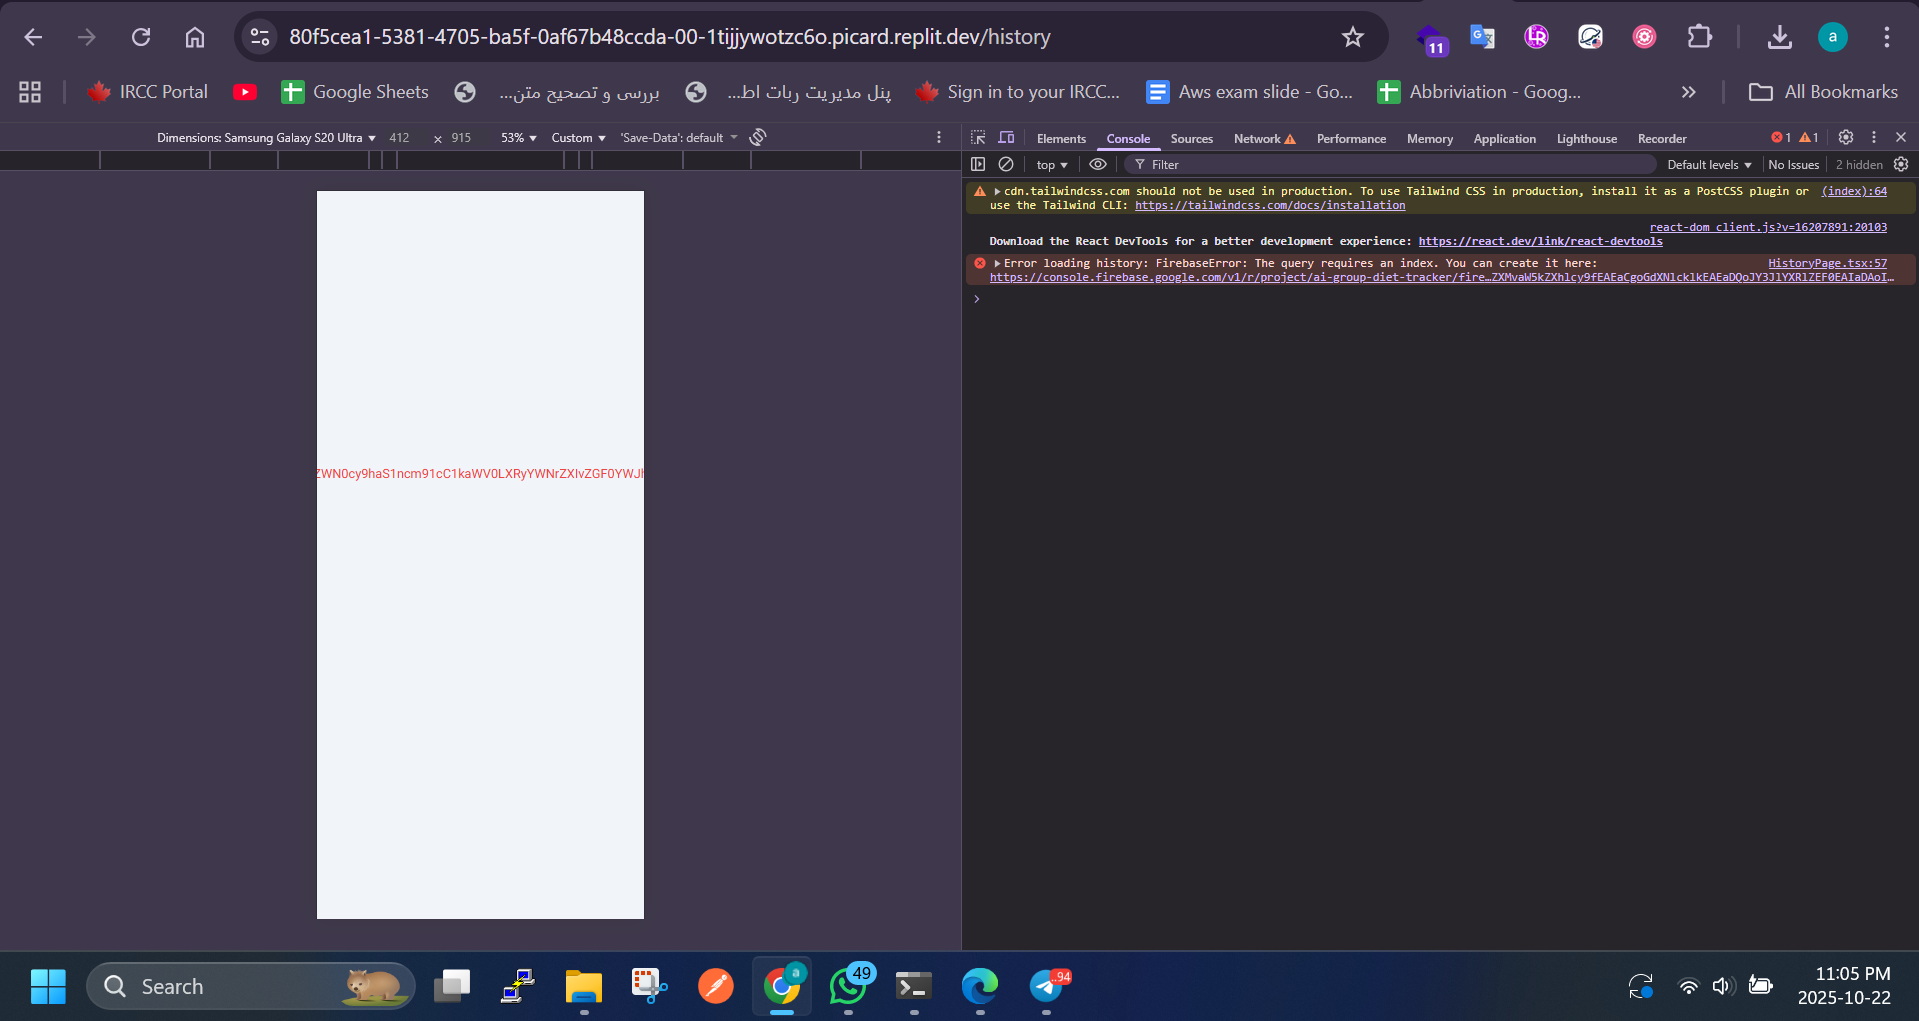 80f5cea1-5381-4705-ba5f-0af67b48ccda-00-1tijjywotzc6o.picard.replit.dev/history
11
a
IRCC Portal
Google Sheets
بررسی و تصحیح متن...
پنل مدیریت ربات اط...
Sign in to your IRCC...
Aws exam slide - Go...
Abbriviation - Goog...
»
All Bookmarks
Dimensions: Samsung Galaxy S20 Ultra 412 × 915 53% Custom 'Save-Data': default
Elements Console Sources Network Performance Memory Application Lighthouse Recorder 1 1
top Filter Default levels No Issues 2 hidden
cdn.tailwindcss.com should not be used in production. To use Tailwind CSS in production, install it as a PostCSS plugin or (index):64
use the Tailwind CLI: https://tailwindcss.com/docs/installation
react-dom_client.js?v=16207891:20103
Download the React DevTools for a better development experience: https://react.dev/link/react-devtools
Error loading history: FirebaseError: The query requires an index. You can create it here: HistoryPage.tsx:57
https://console.firebase.google.com/v1/r/project/ai-group-diet-tracker/fire…ZXMvaW5kZXhlcy9fEAEaCgoGdXNlcklkEAEaDQoJY3JlYXRlZEF0EAIaDAoI…
ZWN0cy9haS1ncm91cC1kaWV0LXRyYWNrZXIvZGF0YWJh
Search
a
49
.94
11:05 PM
2025-10-22